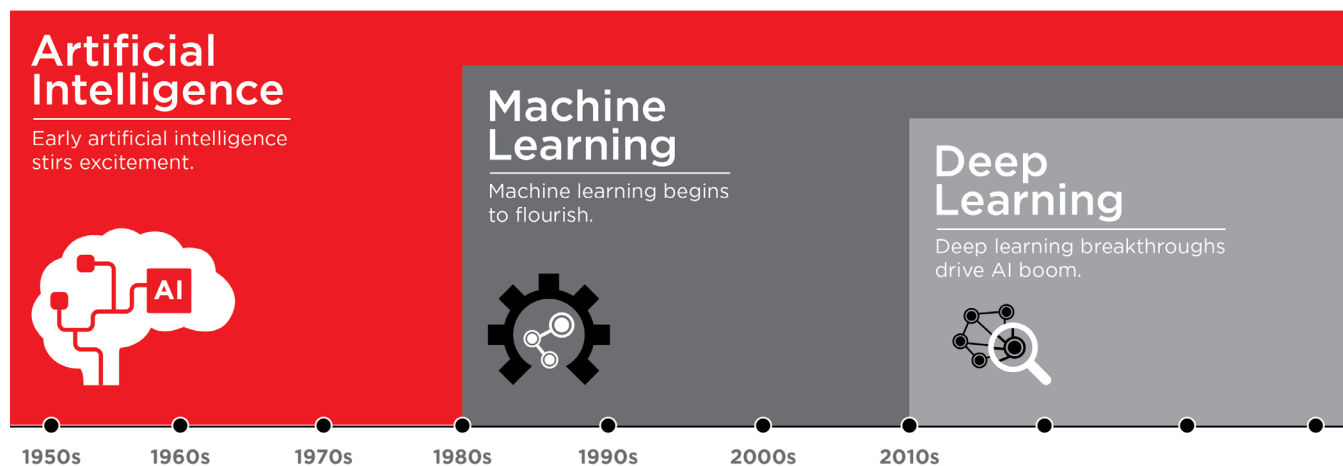 Artificial
Intelligence
Early artificial intelligence
stirs excitement.
AI
Machine
Learning
Machine learning begins
to flourish.
Deep
Learning
Deep learning breakthroughs
drive AI boom.
1950s
1960s
1970s
1980s
1990s
2000s
2010s